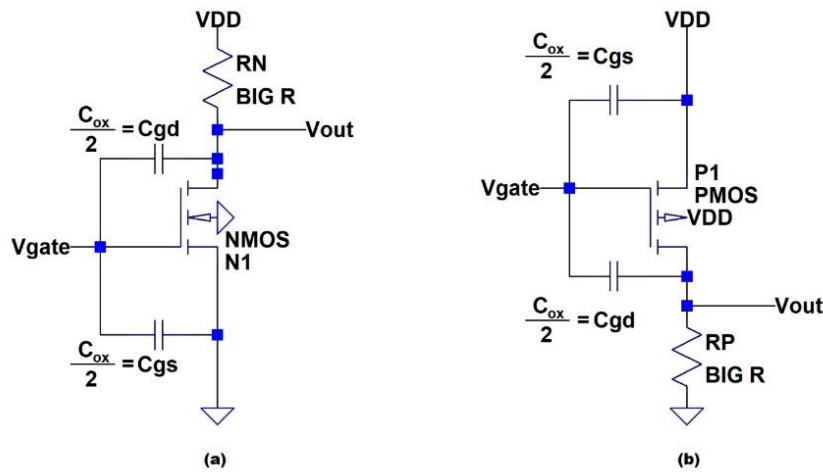 VDD
RN
BIG R
Cox/2 = Cgd
Vout
Vgate
NMOS
N1
Cox/2 = Cgs
(a)
VDD
Cox/2 = Cgs
P1
PMOS
Vgate
VDD
Cox/2 = Cgd
Vout
RP
BIG R
(b)